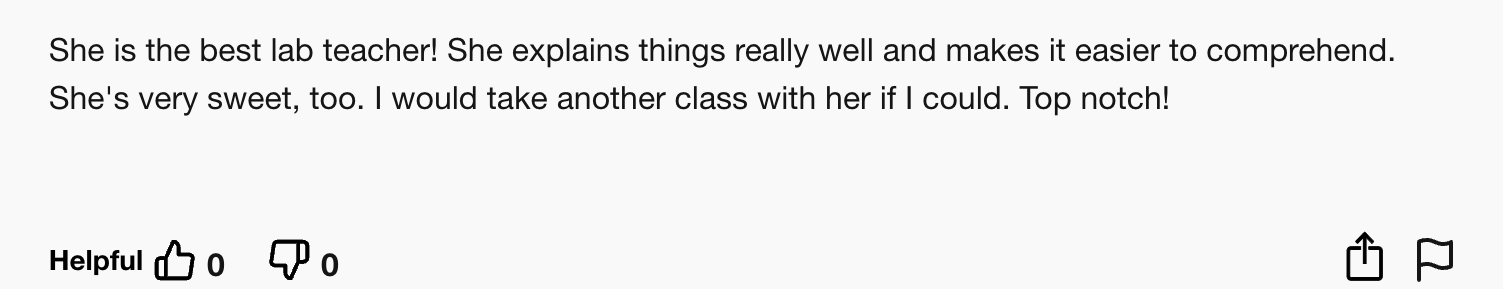 She is the best lab teacher! She explains things really well and makes it easier to comprehend.
She's very sweet, too. I would take another class with her if I could. Top notch!
Helpful 0 0